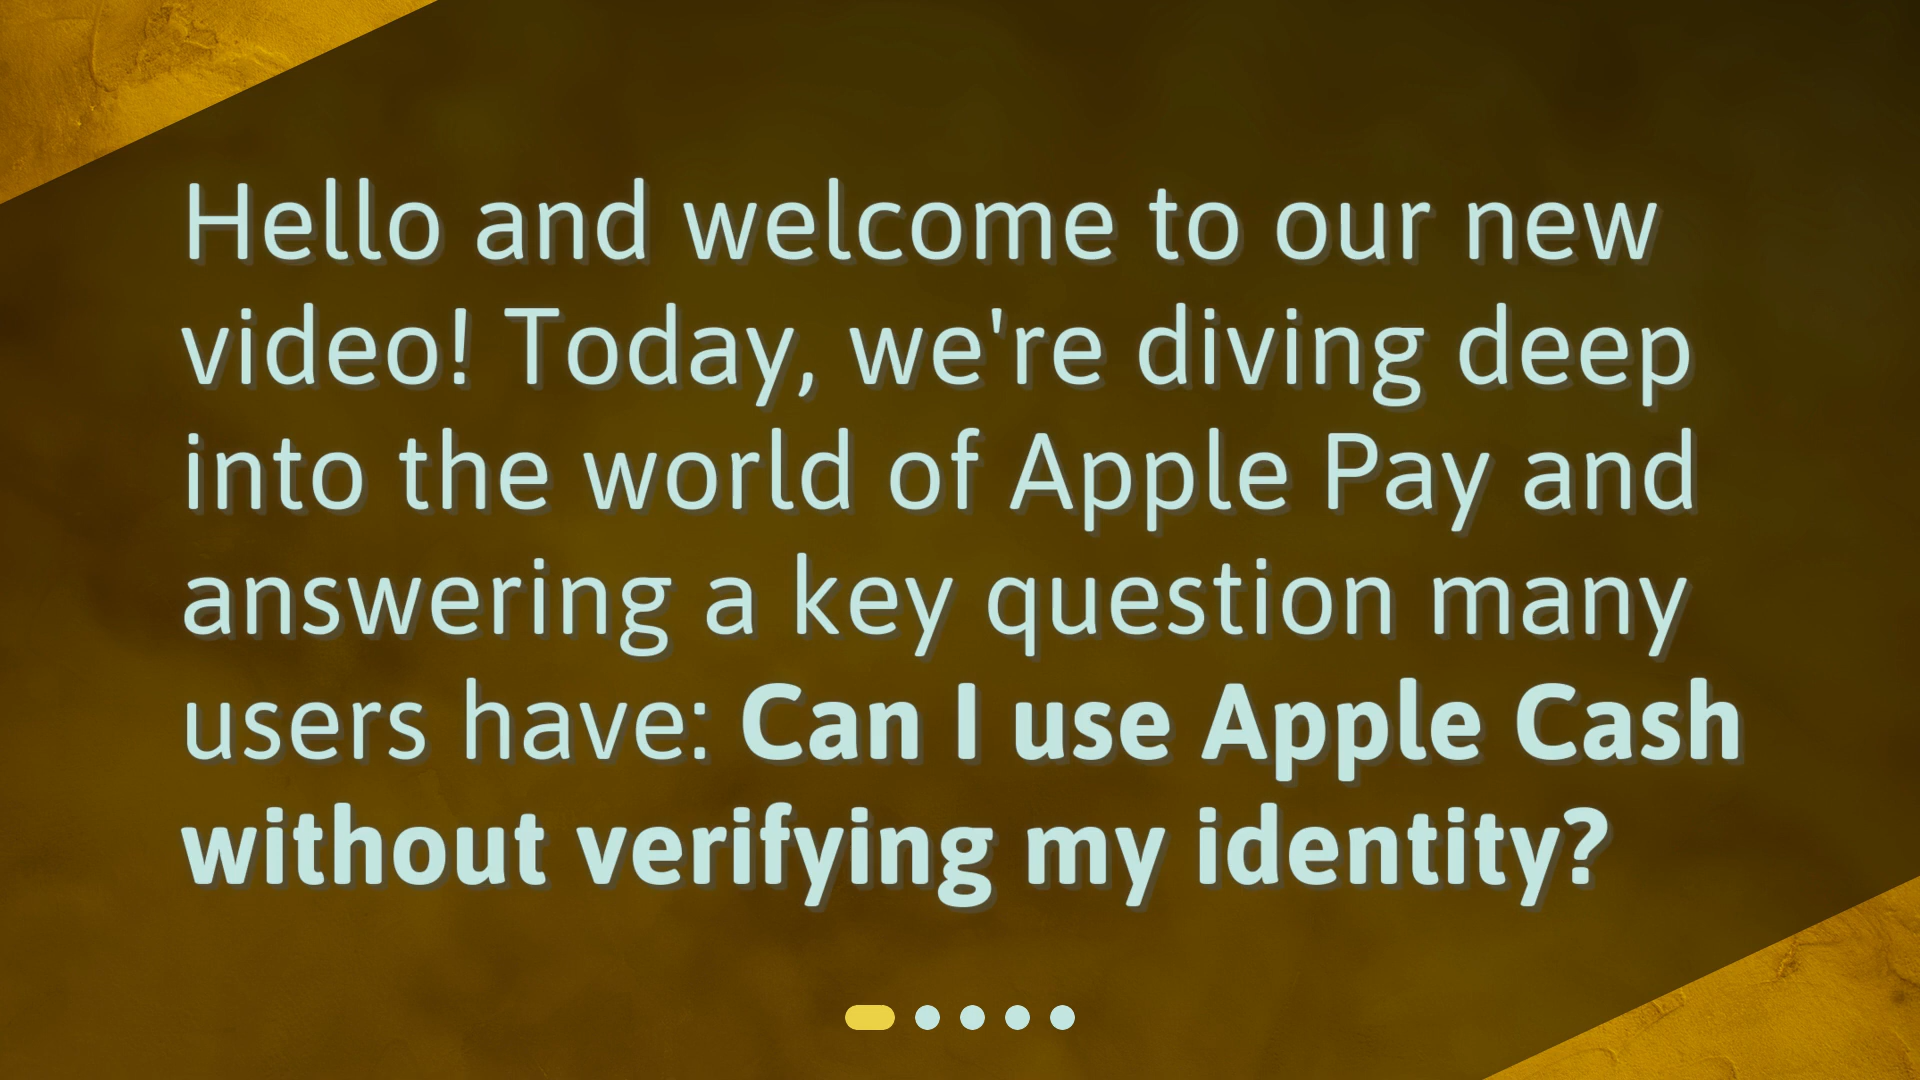 Hello and welcome to our new
video! Today, we're diving deep
into the world of Apple Pay and
answering a key question many
users have: Can I use Apple Cash
without verifying my identity?